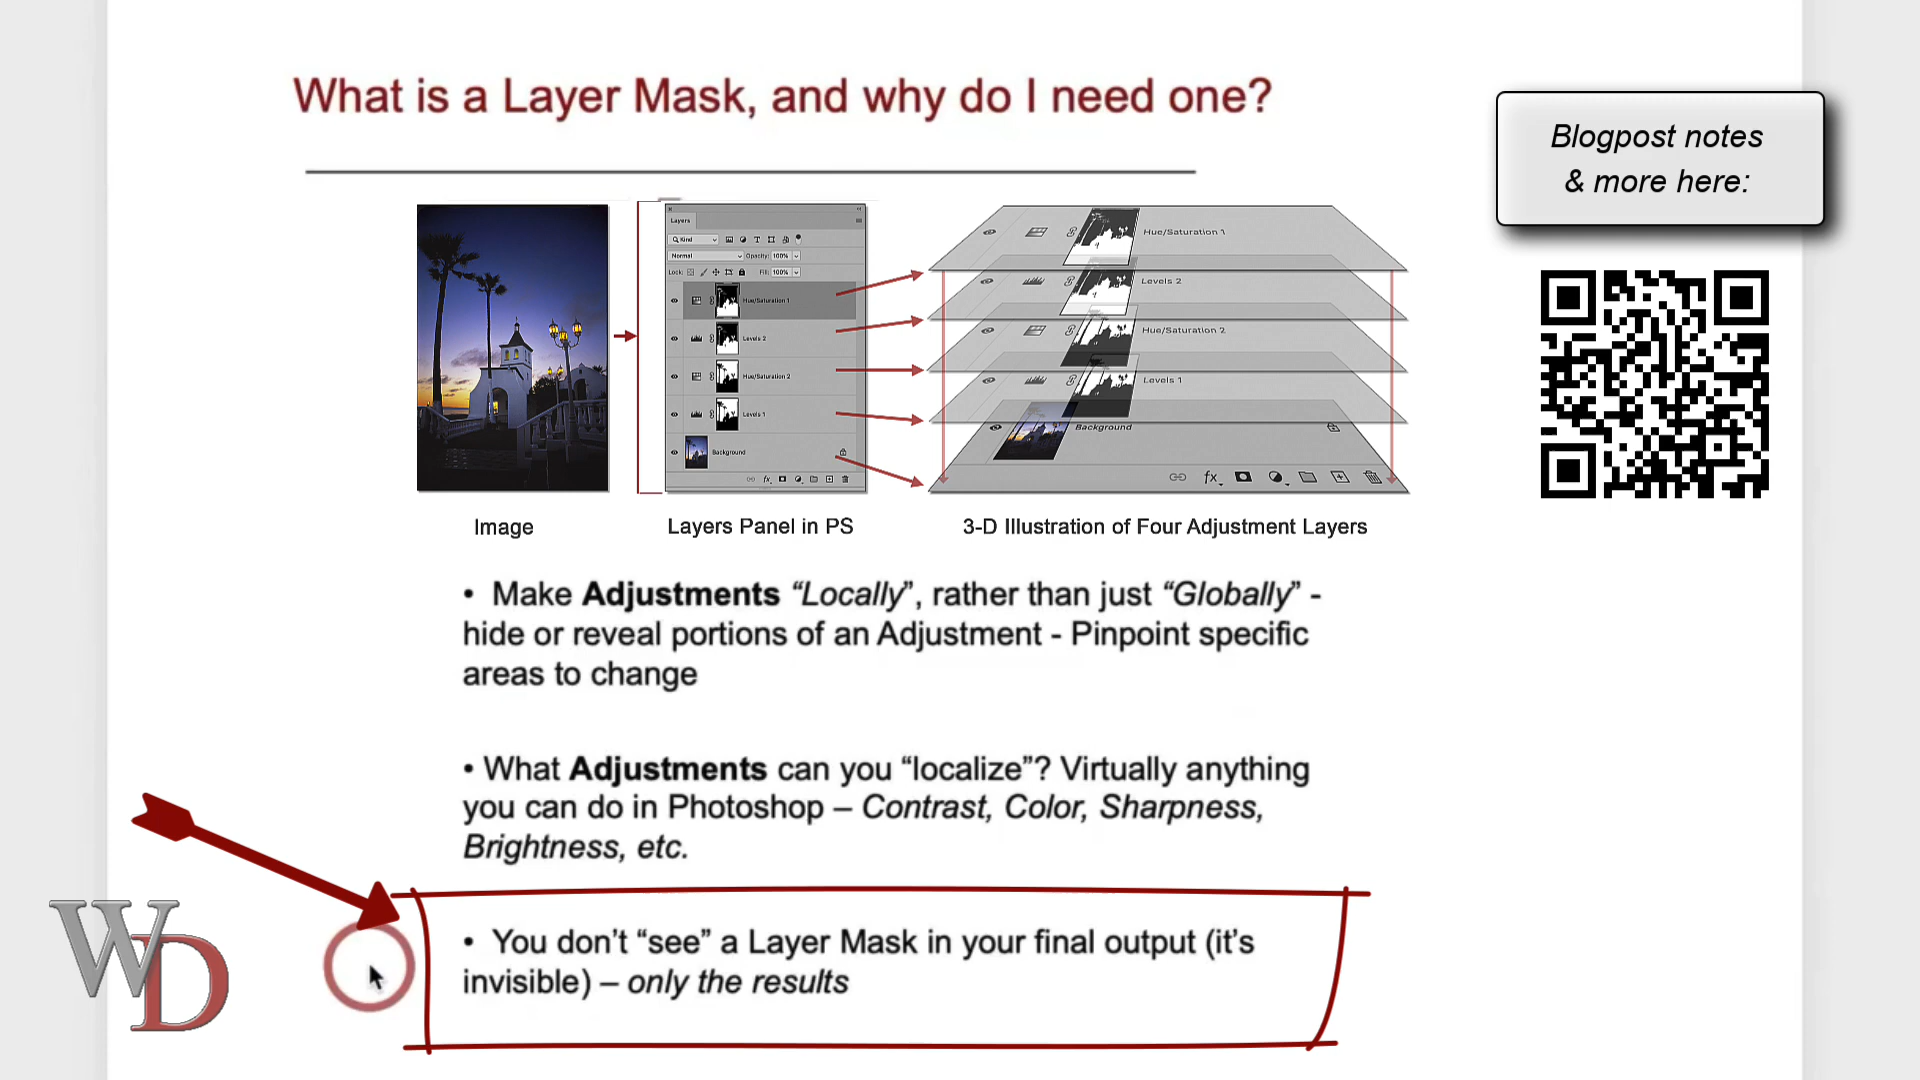 What is a Layer Mask, and why do I need one?
Blogpost notes
& more here:
Layers
Kind
Normal
Opacity: 100%
Lock:
Fill: 100%
Hue/Saturation 1
Levels 2
Hue/Saturation 2
Levels 1
Background
fx
Hue/Saturation 1
Levels 2
Hue/Saturation 2
Levels 1
Background
fx
Image
Layers Panel in PS
3-D Illustration of Four Adjustment Layers
• Make Adjustments “Locally”, rather than just “Globally” -
hide or reveal portions of an Adjustment - Pinpoint specific
areas to change
• What Adjustments can you “localize”? Virtually anything
you can do in Photoshop – Contrast, Color, Sharpness,
Brightness, etc.
• You don’t “see” a Layer Mask in your final output (it’s
invisible) – only the results
WD